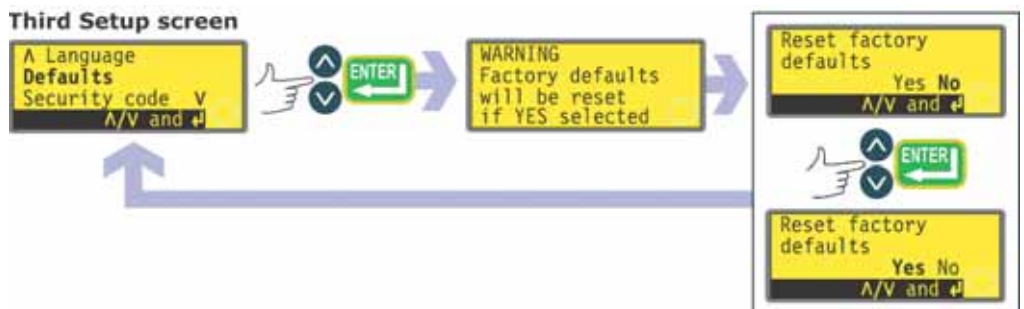 Third Setup screen
Λ Language
Defaults
Security code V
Λ/V and ↵
ENTER
WARNING
Factory defaults
will be reset
if YES selected
Reset factory
defaults
Yes No
Λ/V and ↵
ENTER
Reset factory
defaults
Yes No
Λ/V and ↵